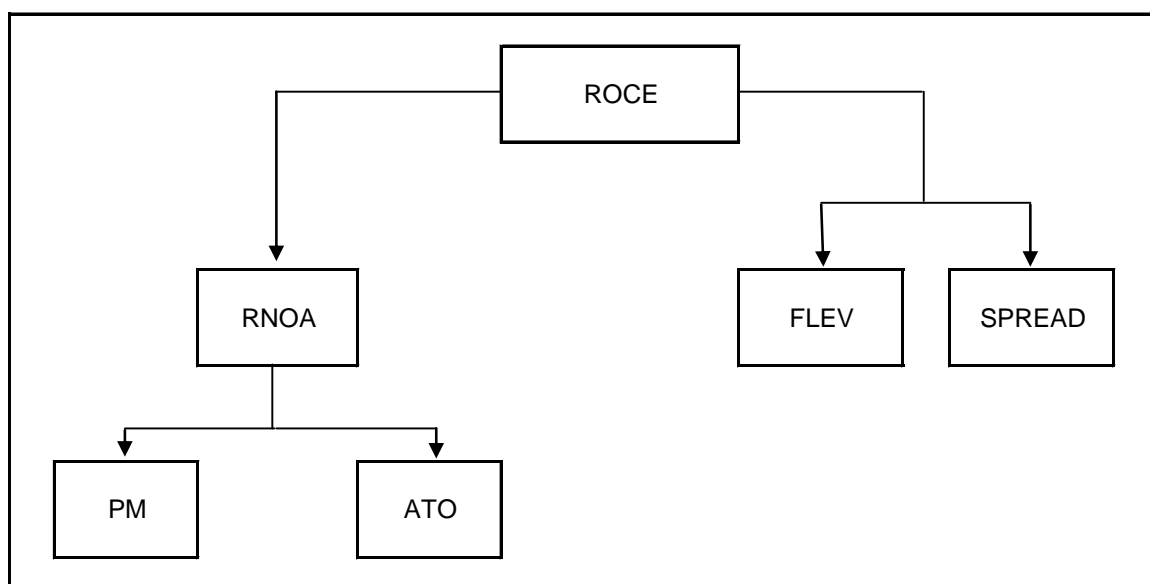 ROCE
RNOA
FLEV
SPREAD
PM
ATO